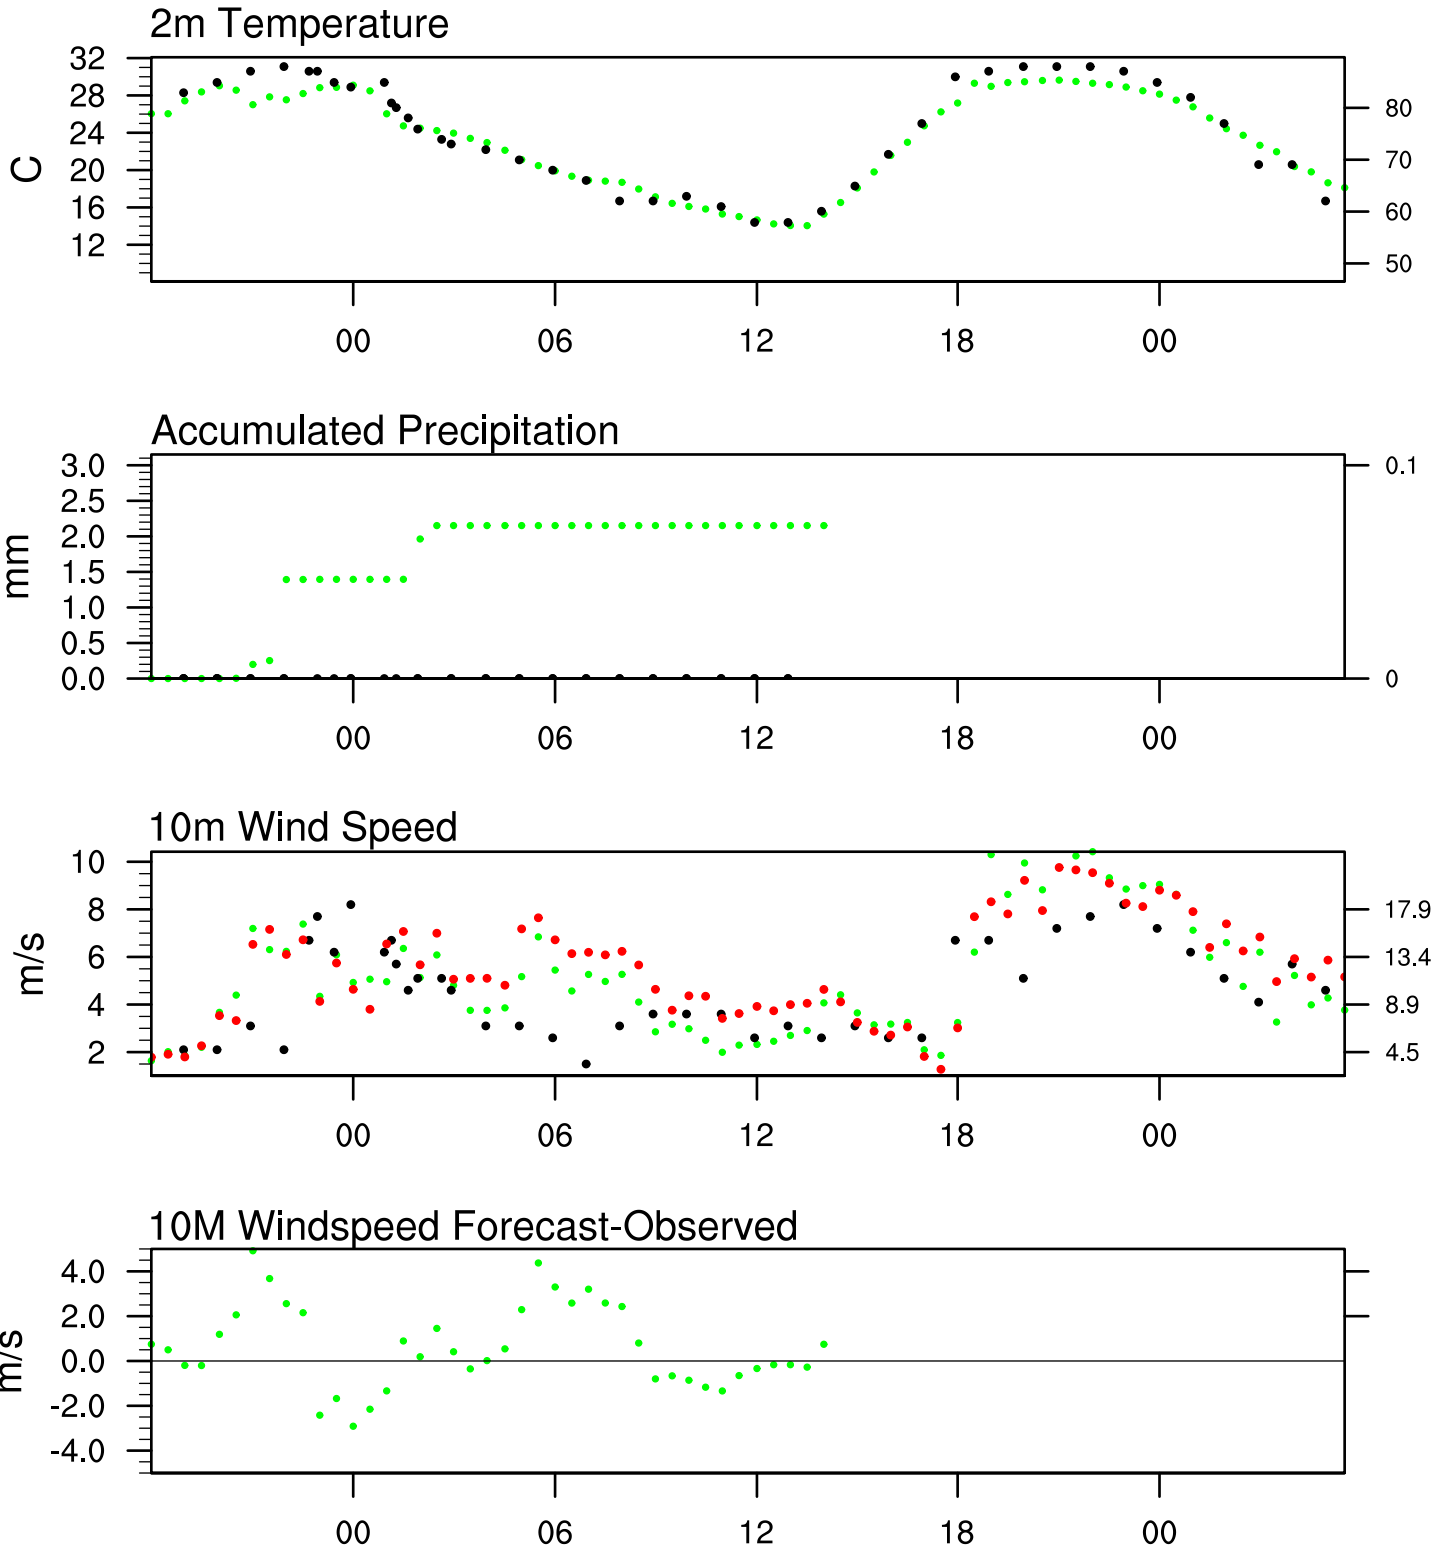 2m Temperature
32
28
24
20
16
12
C
80
70
60
50
00 06 12 18 00
Accumulated Precipitation
3.0
2.5
2.0
1.5
1.0
0.5
0.0
mm
0.1
0
00 06 12 18 00
10m Wind Speed
10
8
6
4
2
m/s
17.9
13.4
8.9
4.5
00 06 12 18 00
10M Windspeed Forecast-Observed
4.0
2.0
0.0
-2.0
-4.0
m/s
00 06 12 18 00